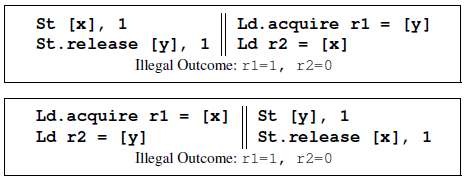 St [x], 1 || Ld.acquire r1 = [y]
St.release [y], 1 || Ld r2 = [x]
Illegal Outcome: r1=1, r2=0
Ld.acquire r1 = [x] || St [y], 1
Ld r2 = [y] || St.release [x], 1
Illegal Outcome: r1=1, r2=0